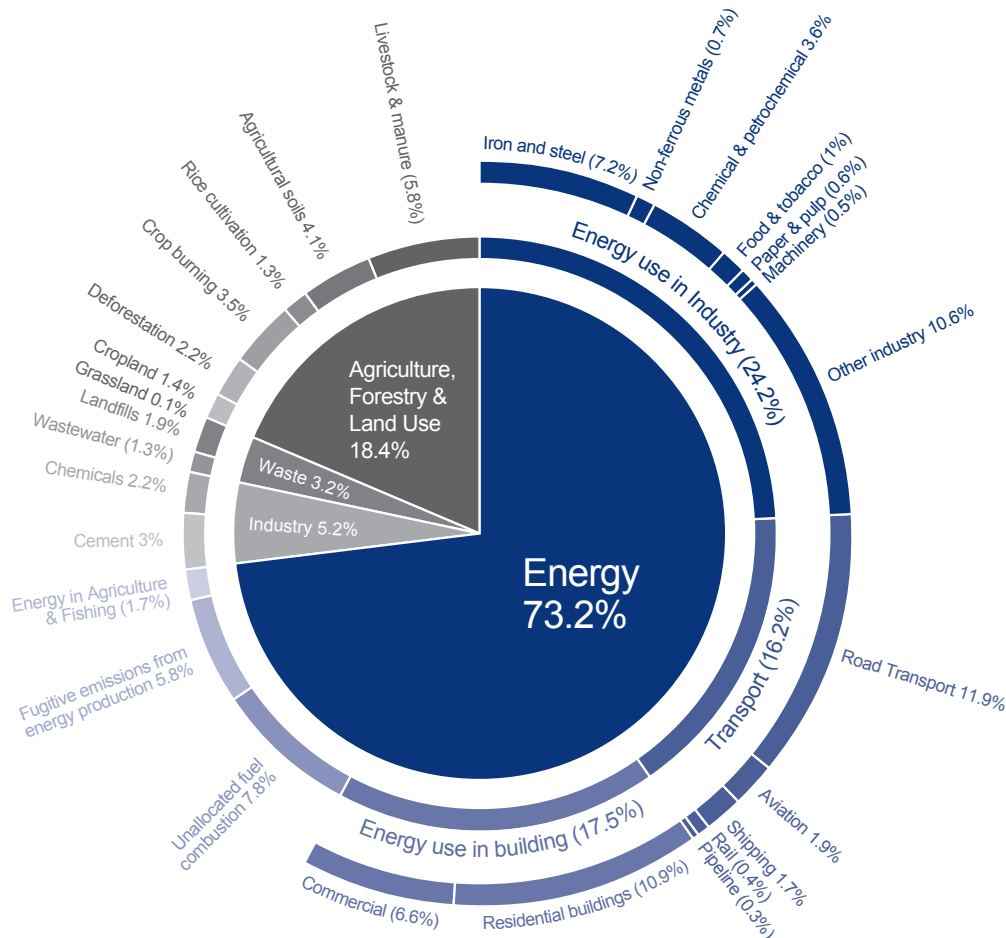 Livestock & manure (5.8%)
Agricultural soils 4.1%
Rice cultivation 1.3%
Crop burning 3.5%
Deforestation 2.2%
Cropland 1.4%
Grassland 0.1%
Landfills 1.9%
Wastewater (1.3%)
Chemicals 2.2%
Cement 3%
Energy in Agriculture
& Fishing (1.7%)
Fugitive emissions from
energy production 5.8%
Unallocated fuel
combustion 7.8%
Iron and steel (7.2%)
Non-ferrous metals (0.7%)
Chemical & petrochemical 3.6%
Food & tobacco (1%)
Paper & pulp (0.6%)
Machinery (0.5%)
Other industry 10.6%
Energy use in Industry (24.2%)
Agriculture,
Forestry &
Land Use
18.4%
Waste 3.2%
Industry 5.2%
Energy
73.2%
Transport (16.2%)
Road Transport 11.9%
Aviation 1.9%
Shipping 1.7%
Rail (0.4%)
Pipeline (0.3%)
Energy use in building (17.5%)
Residential buildings (10.9%)
Commercial (6.6%)